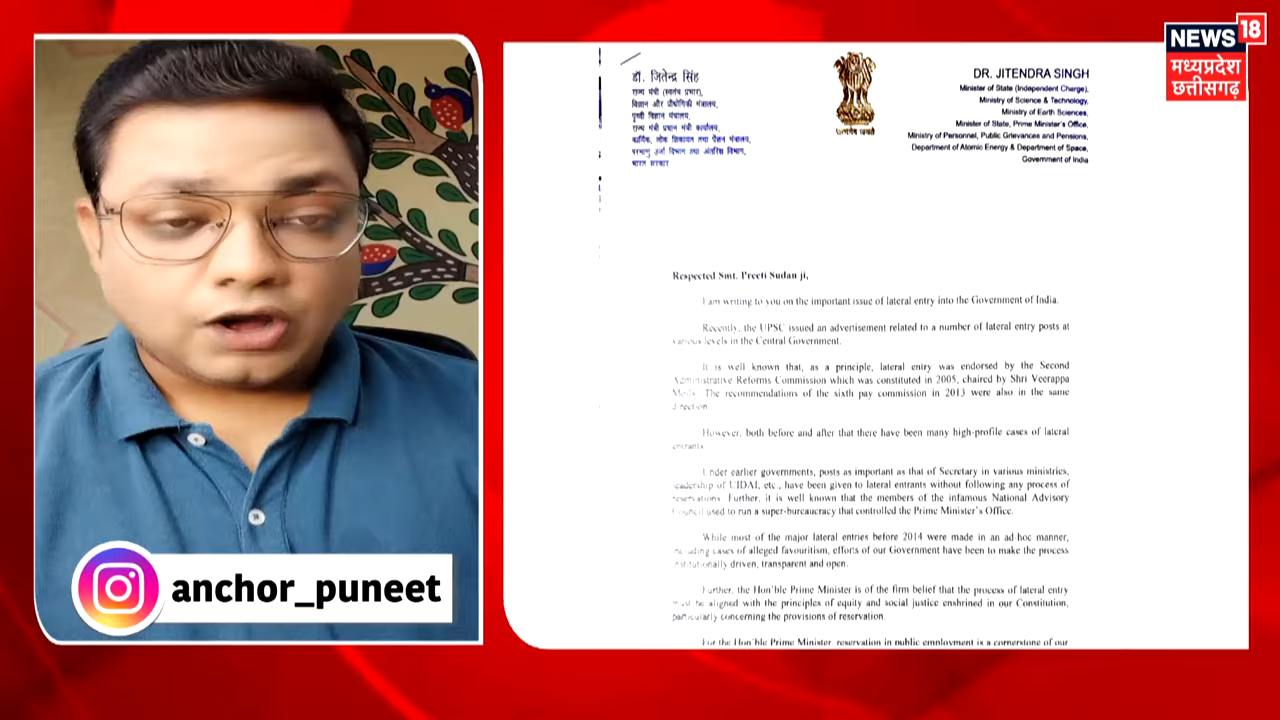 NEWS 18
मध्यप्रदेश
छत्तीसगढ़
anchor_puneet
डॉ. जितेन्द्र सिंह
राज्य मंत्री (स्वतंत्र प्रभार),
विज्ञान और प्रौद्योगिकी मंत्रालय,
पृथ्वी विज्ञान मंत्रालय,
राज्य मंत्री प्रधान मंत्री कार्यालय,
कार्मिक, लोक शिकायत तथा पेंशन मंत्रालय,
परमाणु उर्जा विभाग तथा अंतरिक्ष विभाग,
भारत सरकार
सत्यमेव जयते
DR. JITENDRA SINGH
Minister of State (Independent Charge),
Ministry of Science & Technology,
Ministry of Earth Sciences,
Minister of State, Prime Minister's Office,
Ministry of Personnel, Public Grievances and Pensions,
Department of Atomic Energy & Department of Space,
Government of India
Respected Smt. Preeti Sudan ji,
I am writing to you on the important issue of lateral entry into the Government of India.
Recently, the UPSC issued an advertisement related to a number of lateral entry posts at
various levels in the Central Government.
It is well known that, as a principle, lateral entry was endorsed by the Second
Administrative Reforms Commission which was constituted in 2005, chaired by Shri Veerappa
Moily. The recommendations of the sixth pay commission in 2013 were also in the same
direction.
However, both before and after that there have been many high-profile cases of lateral
entrants.
Under earlier governments, posts as important as that of Secretary in various ministries,
leadership of UIDAI, etc., have been given to lateral entrants without following any process of
reservations. Further, it is well known that the members of the infamous National Advisory
Council used to run a super-bureaucracy that controlled the Prime Minister's Office.
While most of the major lateral entries before 2014 were made in an ad-hoc manner,
including cases of alleged favouritism, efforts of our Government have been to make the process
institutionally driven, transparent and open.
Further, the Hon'ble Prime Minister is of the firm belief that the process of lateral entry
must be aligned with the principles of equity and social justice enshrined in our Constitution,
particularly concerning the provisions of reservation.
For the Hon'ble Prime Minister, reservation in public employment is a cornerstone of our